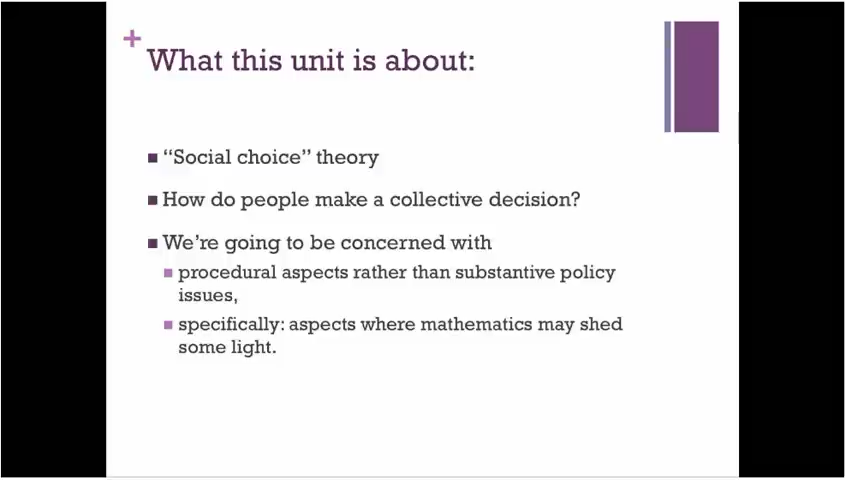 What this unit is about:
“Social choice” theory
How do people make a collective decision?
We’re going to be concerned with
procedural aspects rather than substantive policy
issues,
specifically: aspects where mathematics may shed
some light.